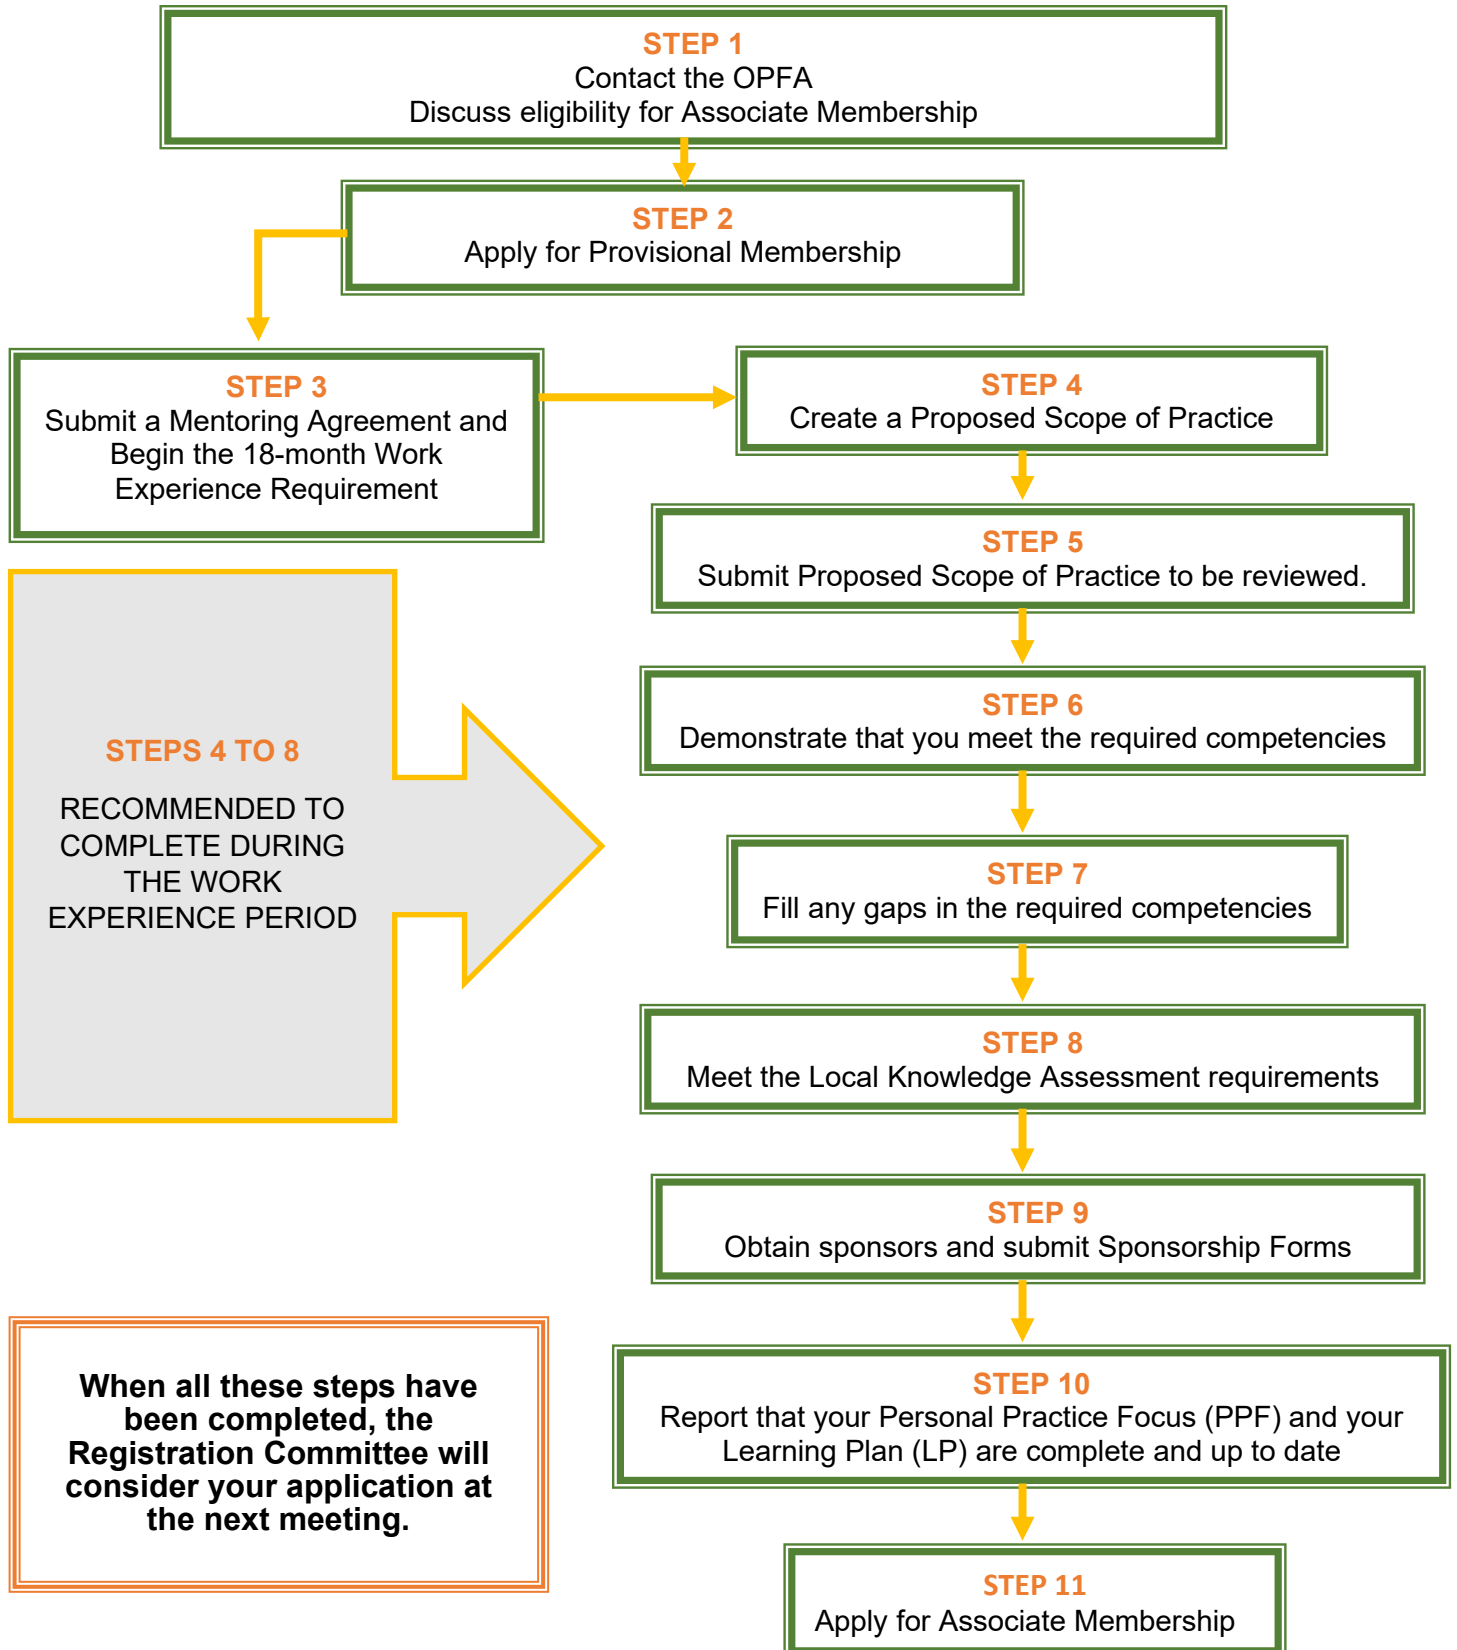 STEP 1
Contact the OPFA
Discuss eligibility for Associate Membership
STEP 2
Apply for Provisional Membership
STEP 3
Submit a Mentoring Agreement and
Begin the 18-month Work
Experience Requirement
STEP 4
Create a Proposed Scope of Practice
STEP 5
Submit Proposed Scope of Practice to be reviewed.
STEP 6
Demonstrate that you meet the required competencies
STEPS 4 TO 8
RECOMMENDED TO
COMPLETE DURING
THE WORK
EXPERIENCE PERIOD
STEP 7
Fill any gaps in the required competencies
STEP 8
Meet the Local Knowledge Assessment requirements
STEP 9
Obtain sponsors and submit Sponsorship Forms
STEP 10
Report that your Personal Practice Focus (PPF) and your
Learning Plan (LP) are complete and up to date
STEP 11
Apply for Associate Membership
When all these steps have
been completed, the
Registration Committee will
consider your application at
the next meeting.